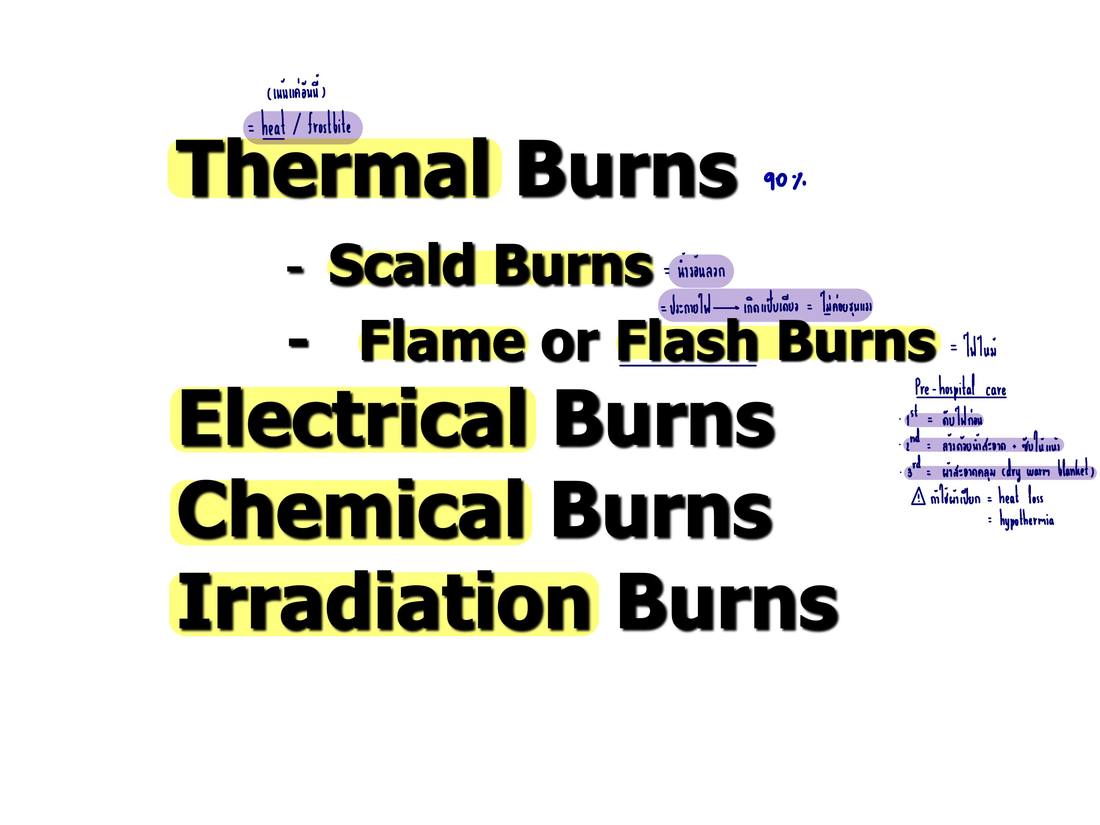 (เน้นแค่อันนี้)
= heat / frostbite
Thermal Burns 90%
- Scald Burns = น้ำร้อนลวก
= ประกายไฟ → เกิดแป๊บเดียว = ไม่ค่อยรุนแรง
- Flame or Flash Burns = ไฟไหม้
Electrical Burns
Chemical Burns
Irradiation Burns
Pre-hospital care
· 1st = ดับไฟก่อน
· 2nd = ล้างด้วยน้ำสะอาด + ซับให้แห้ง
· 3rd = ผ้าสะอาดคลุม (dry warm blanket)
⚠ ถ้าใช้ผ้าเปียก = heat loss
= hypothermia